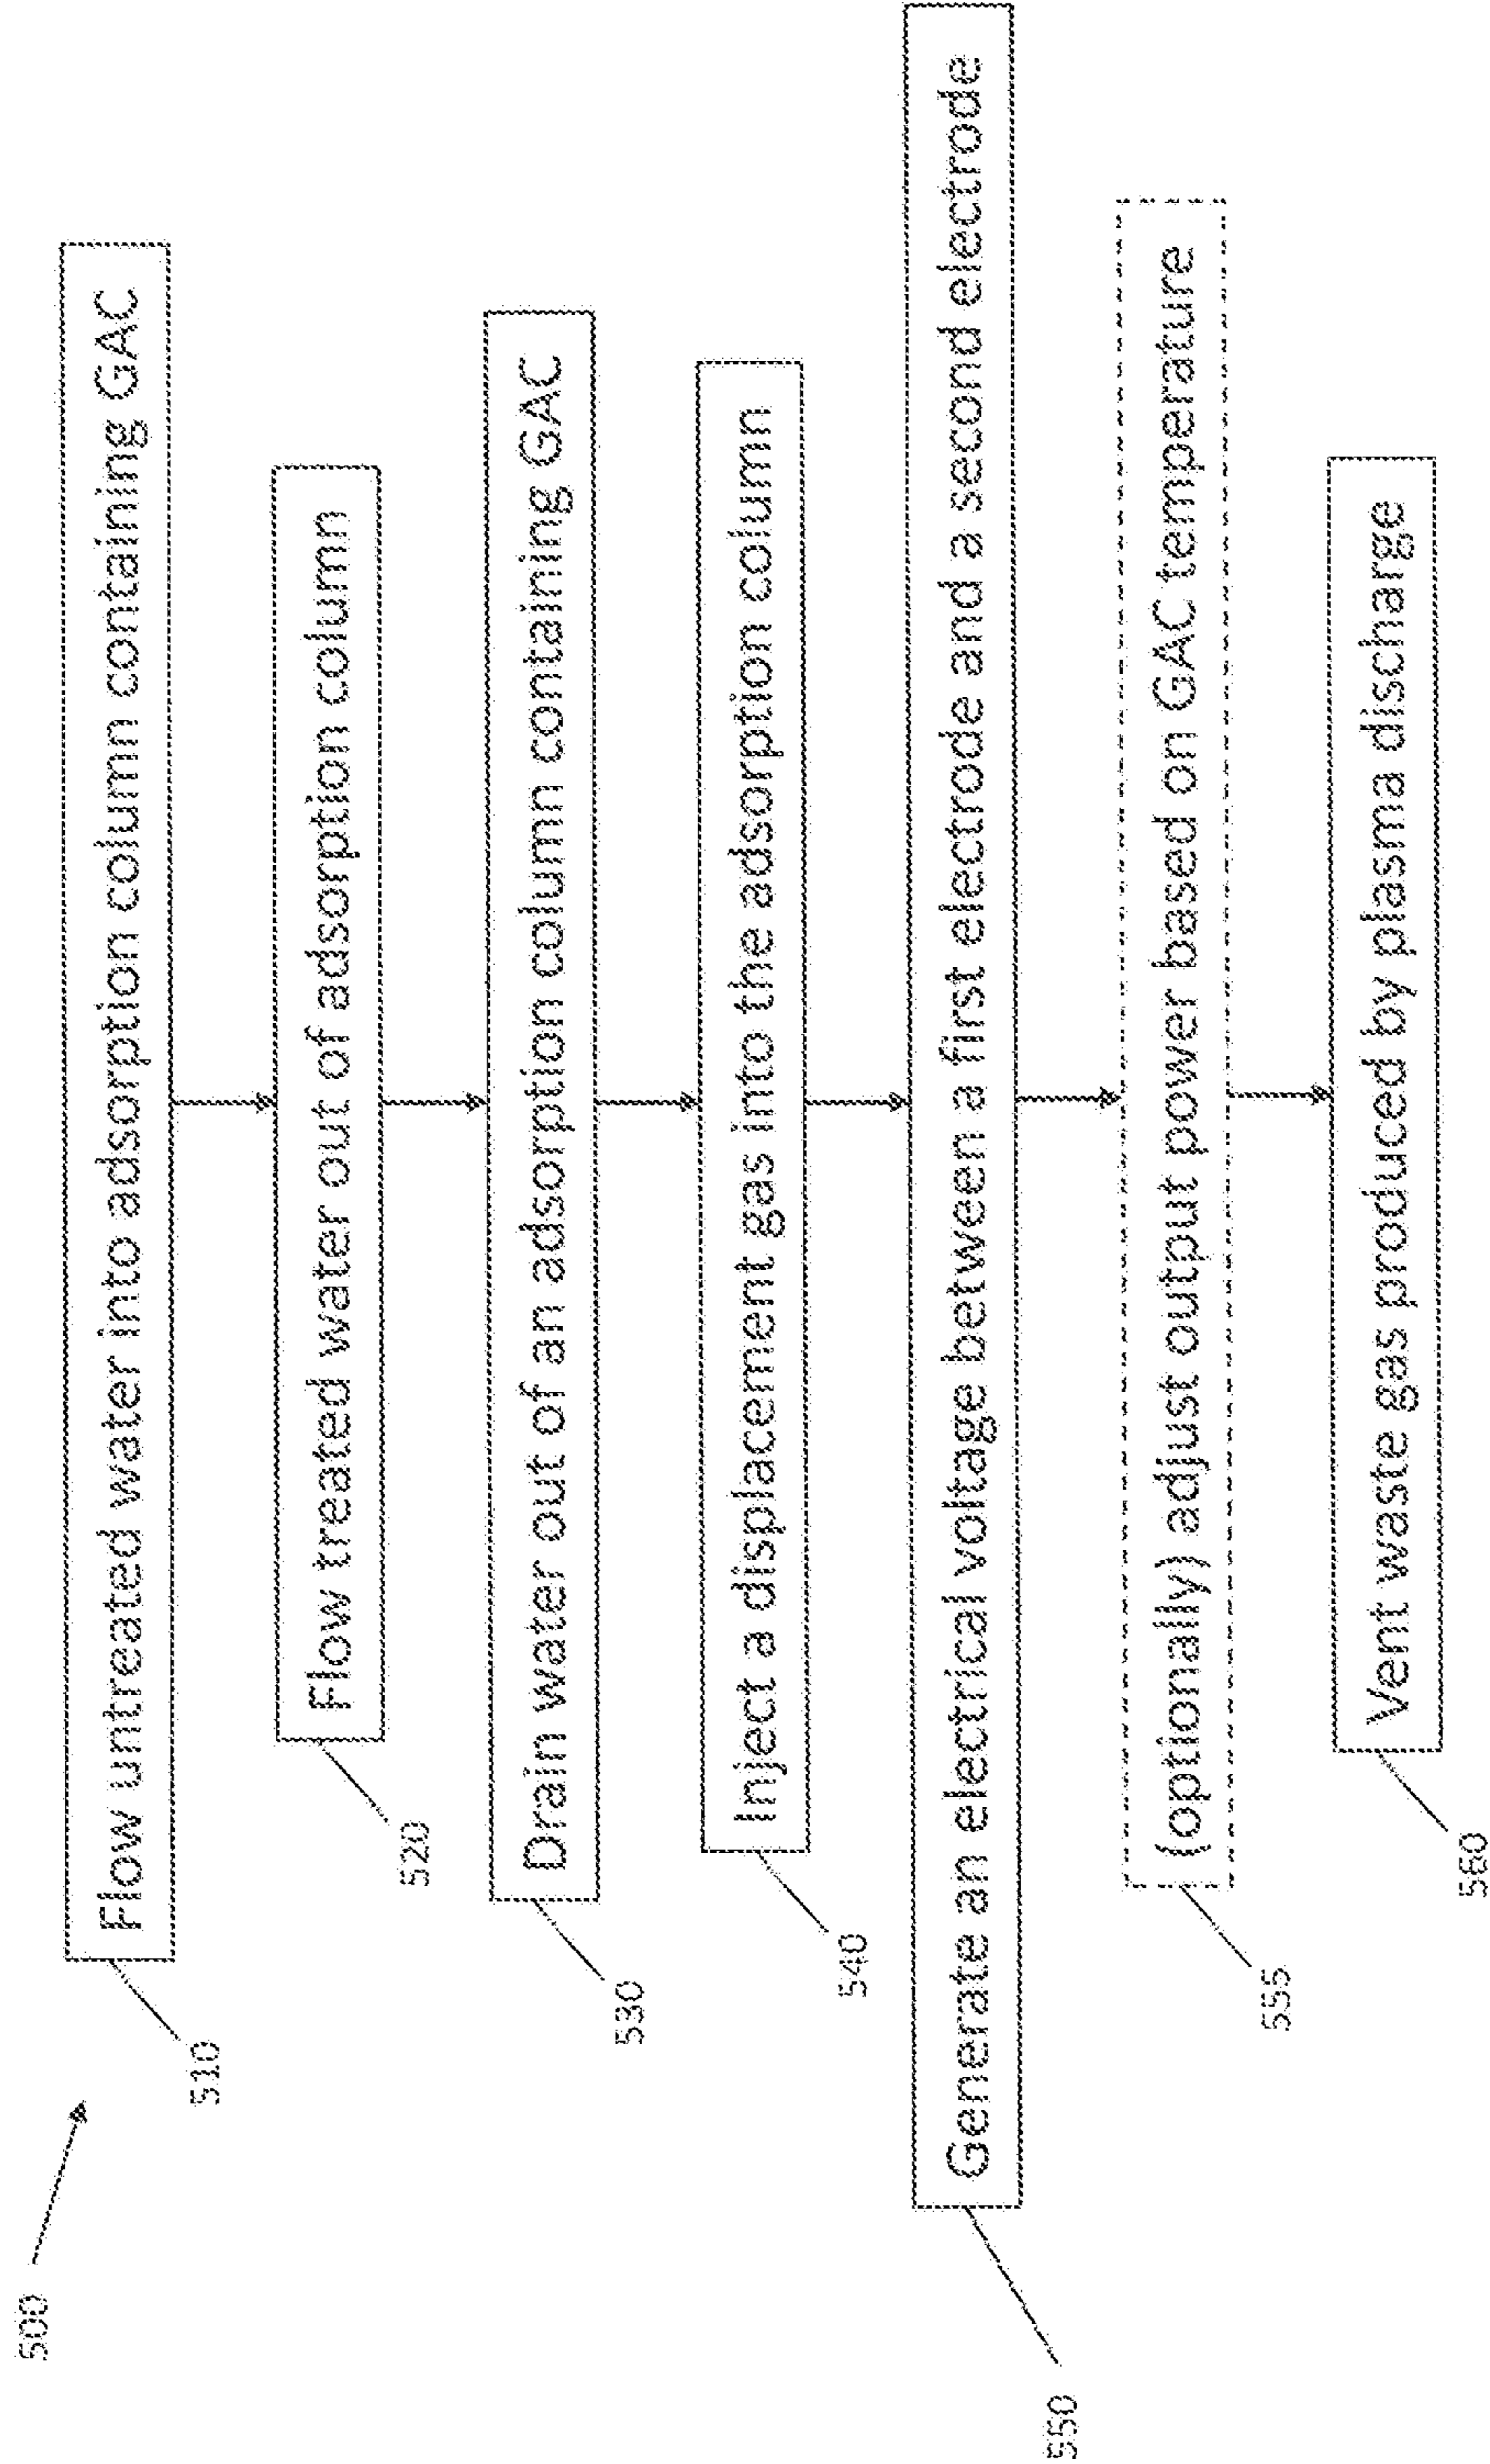 500
Flow untreated water into adsorption column containing GAC
510
Flow treated water out of adsorption column
520
Drain water out of an adsorption column containing GAC
530
Inject a displacement gas into the adsorption column
540
Generate an electrical voltage between a first electrode and a second electrode
550
(optionally) adjust output power based on GAC temperature
555
Vent waste gas produced by plasma discharge
560